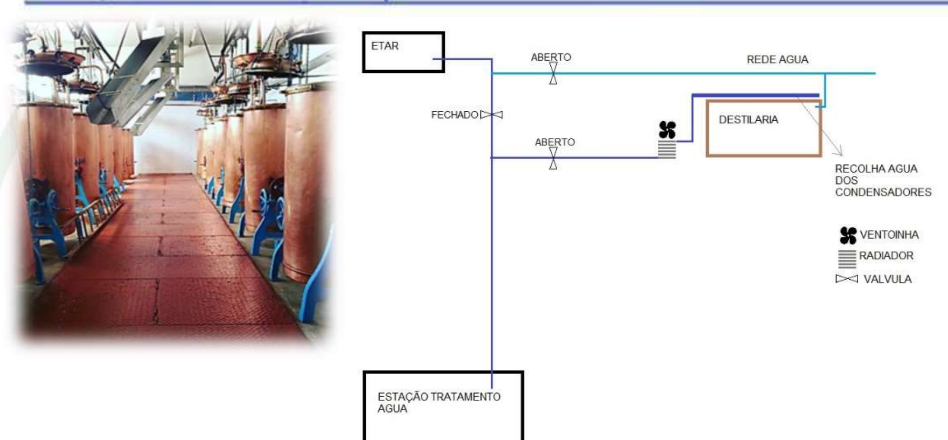 ETAR
ABERTO
REDE AGUA
FECHADO
DESTILARIA
ABERTO
RECOLHA AGUA
DOS
CONDENSADORES
VENTOINHA
RADIADOR
VALVULA
ESTAÇÃO TRATAMENTO
AGUA